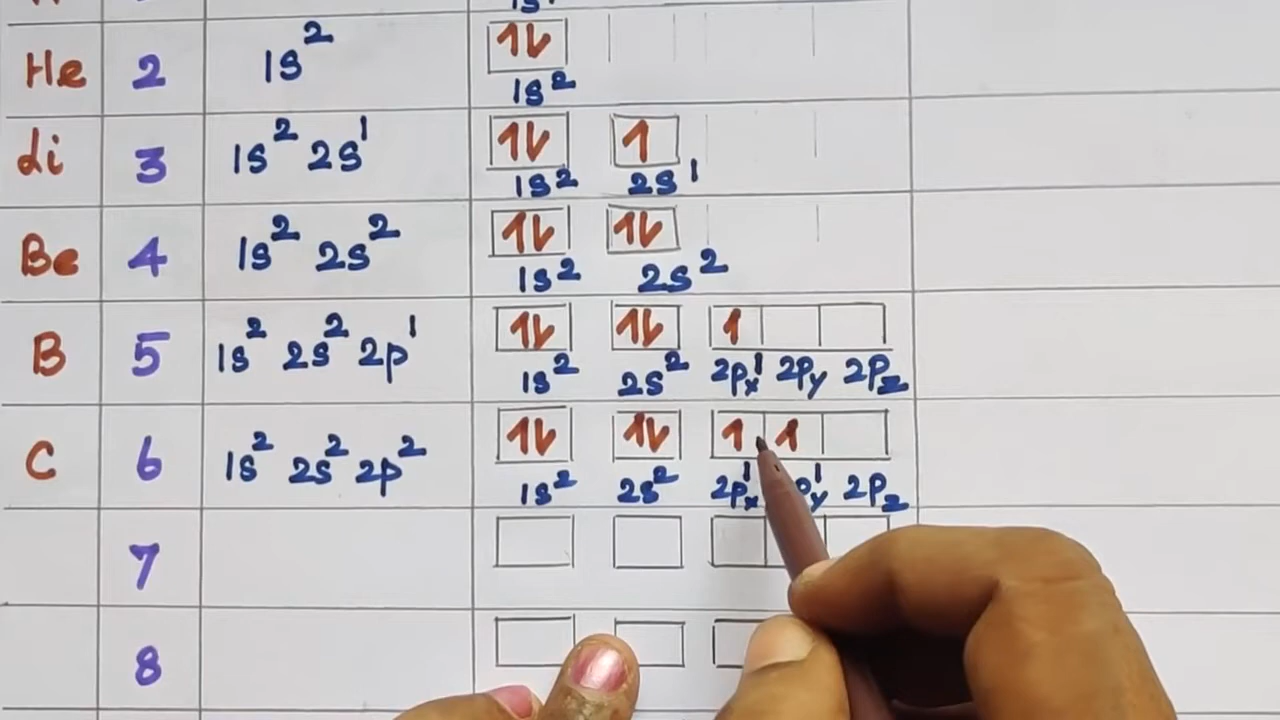 He 2 1s² 1s²
Li 3 1s² 2s¹ 1s² 2s¹
Be 4 1s² 2s² 1s² 2s²
B 5 1s² 2s² 2p¹ 1s² 2s² 2pₓ¹ 2py 2pz
C 6 1s² 2s² 2p² 1s² 2s² 2pₓ¹ 2pz
7
8